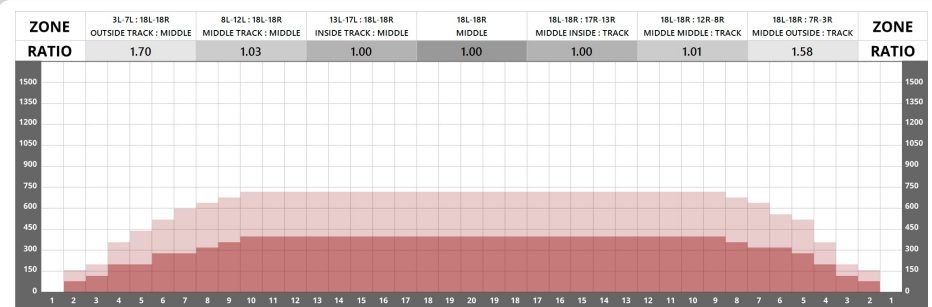 ZONE 3L-7L : 18L-18R 8L-12L : 18L-18R 13L-17L : 18L-18R 18L-18R 18L-18R : 17R-13R 18L-18R : 12R-8R 18L-18R : 7R-3R ZONE
OUTSIDE TRACK : MIDDLE MIDDLE TRACK : MIDDLE INSIDE TRACK : MIDDLE MIDDLE MIDDLE INSIDE : TRACK MIDDLE MIDDLE : TRACK MIDDLE OUTSIDE : TRACK
RATIO 1.70 1.03 1.00 1.00 1.00 1.01 1.58 RATIO
1500 1500
1350 1350
1200 1200
1050 1050
900 900
750 750
600 600
450 450
300 300
150 150
0 0
1 2 3 4 5 6 7 8 9 10 11 12 13 14 15 16 17 18 19 20 19 18 17 16 15 14 13 12 11 10 9 8 7 6 5 4 3 2 1